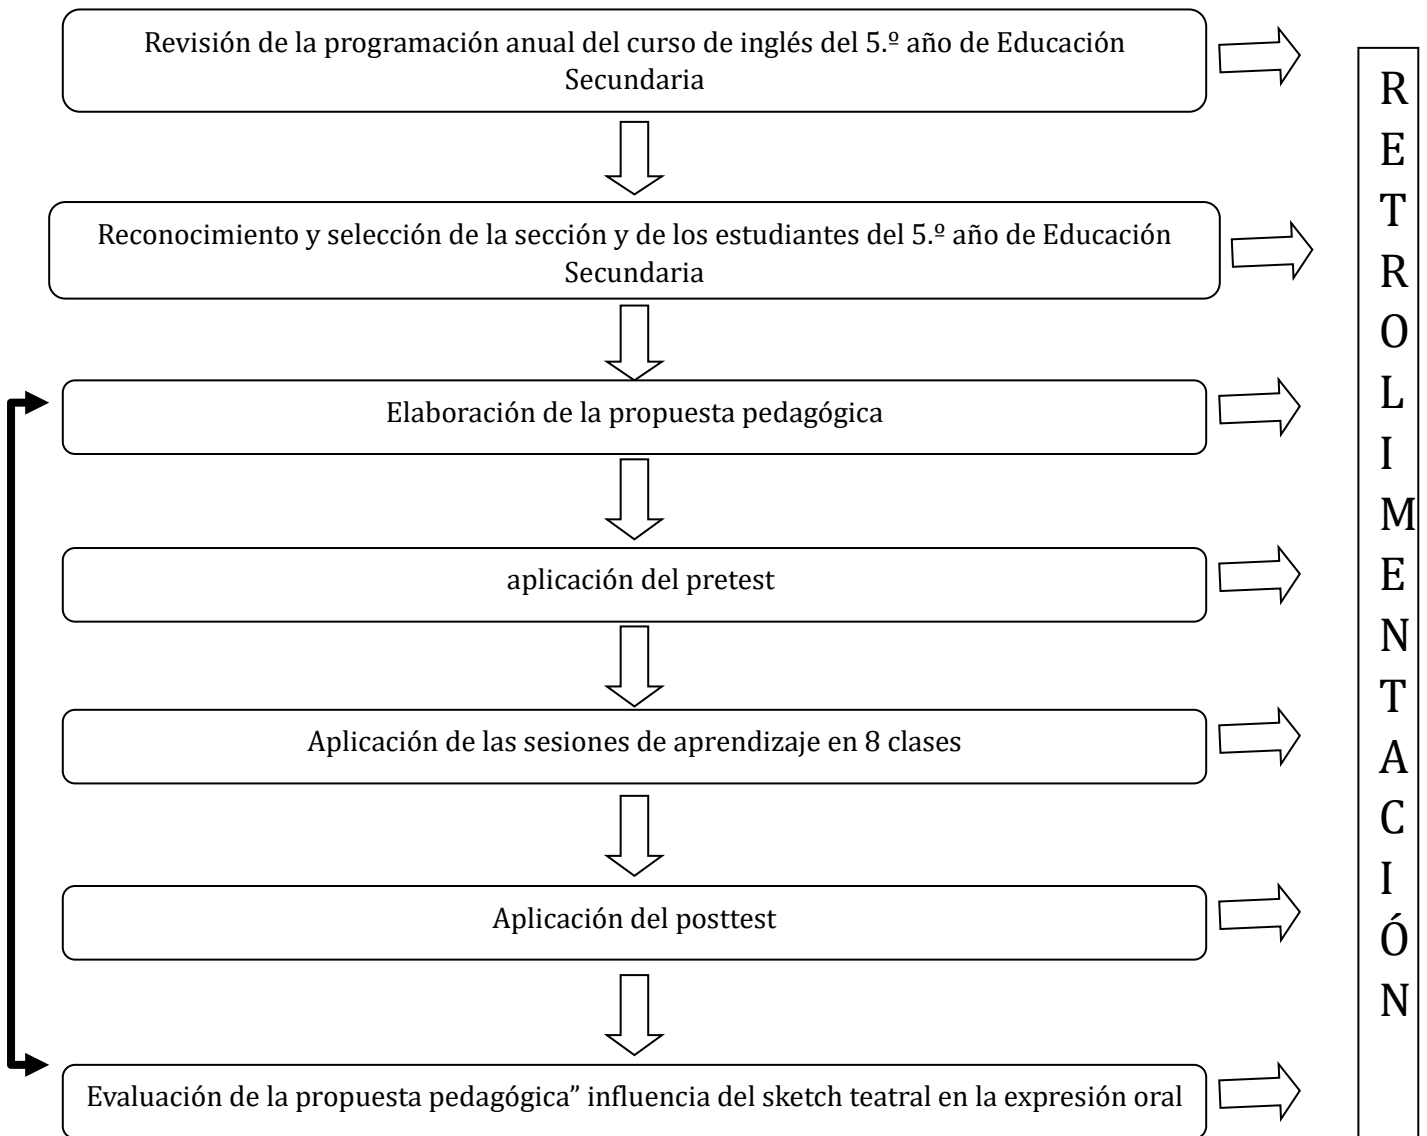 Revisión de la programación anual del curso de inglés del 5.º año de Educación
Secundaria
Reconocimiento y selección de la sección y de los estudiantes del 5.º año de Educación
Secundaria
Elaboración de la propuesta pedagógica
aplicación del pretest
Aplicación de las sesiones de aprendizaje en 8 clases
Aplicación del posttest
Evaluación de la propuesta pedagógica” influencia del sketch teatral en la expresión oral
R
E
T
R
O
L
I
M
E
N
T
A
C
I
Ó
N